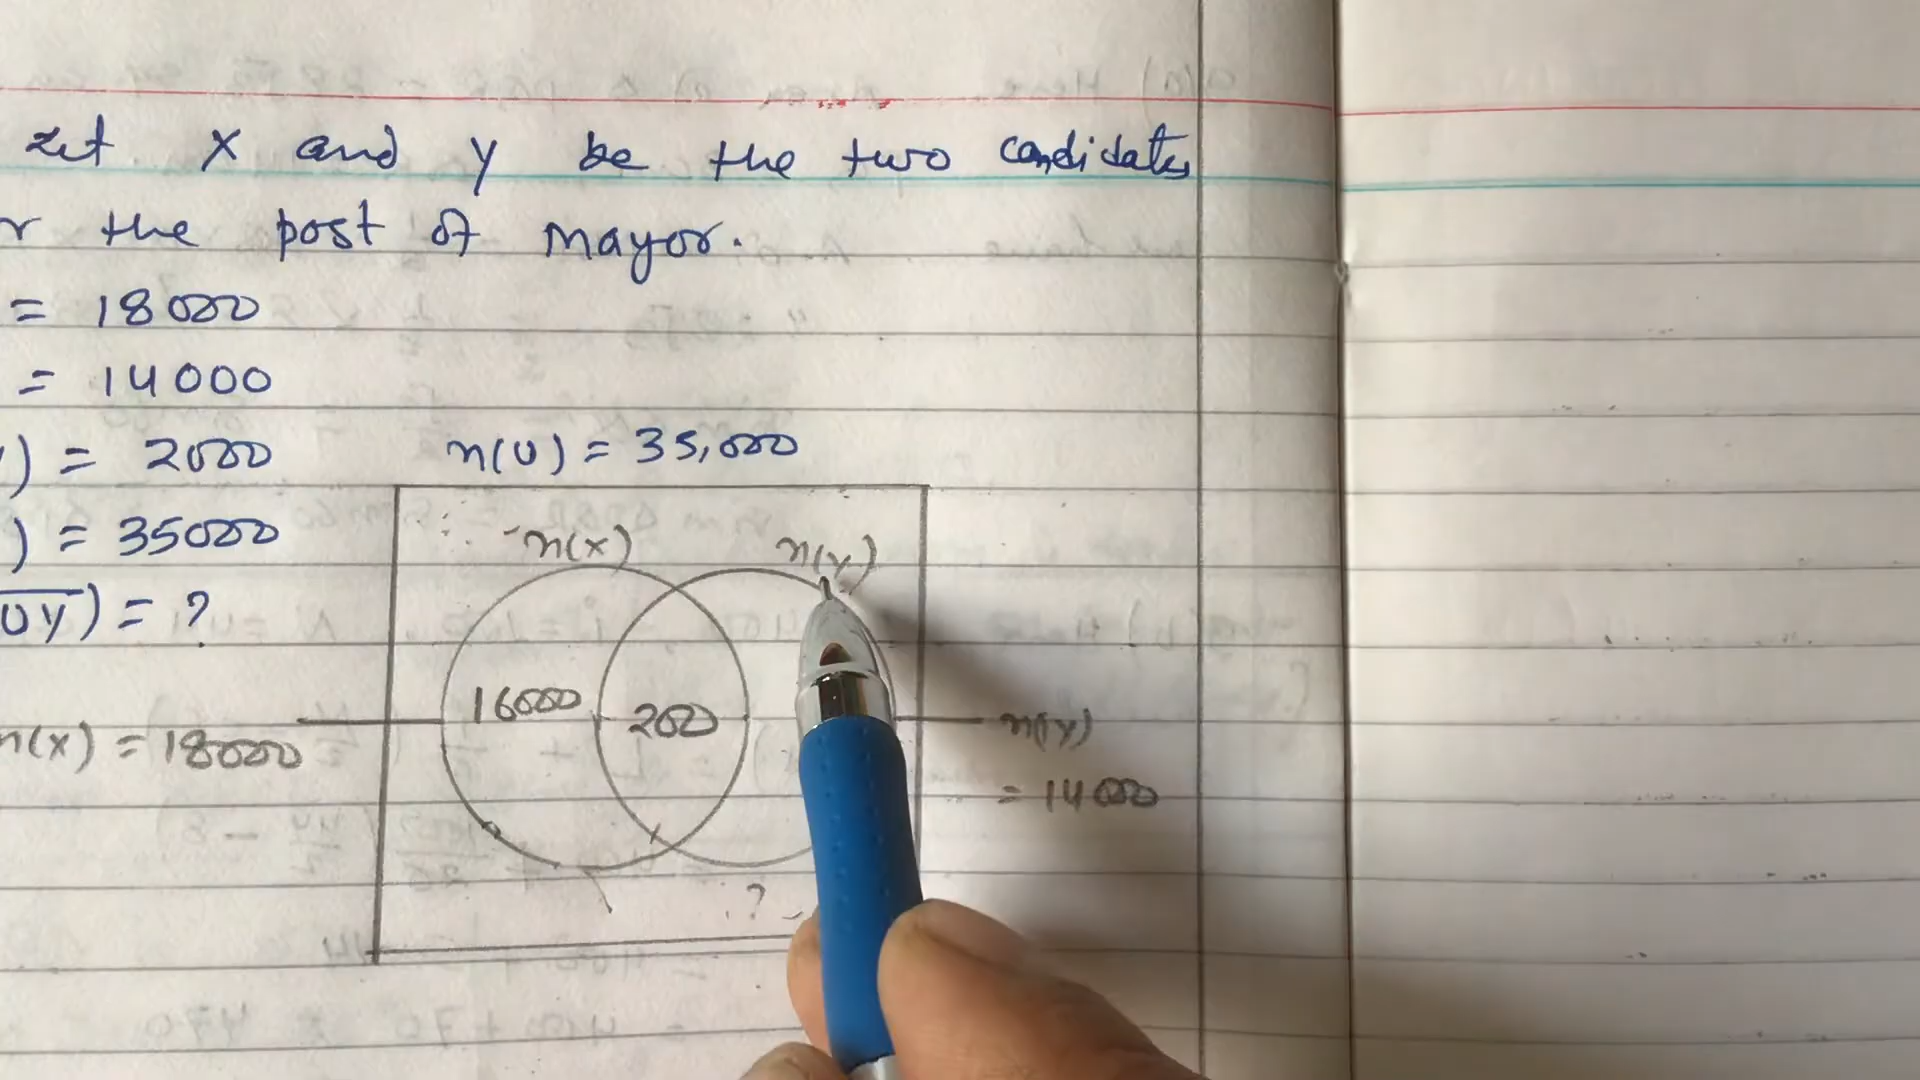 Let X and Y be the two candidates
r the post of mayor.
= 18000
= 14000
) = 2000
n(U) = 35,000
) = 35000
n(X)
n(Y)
UY) = ?
16000
2000
n(X) = 18000
n(Y)
= 14000
?